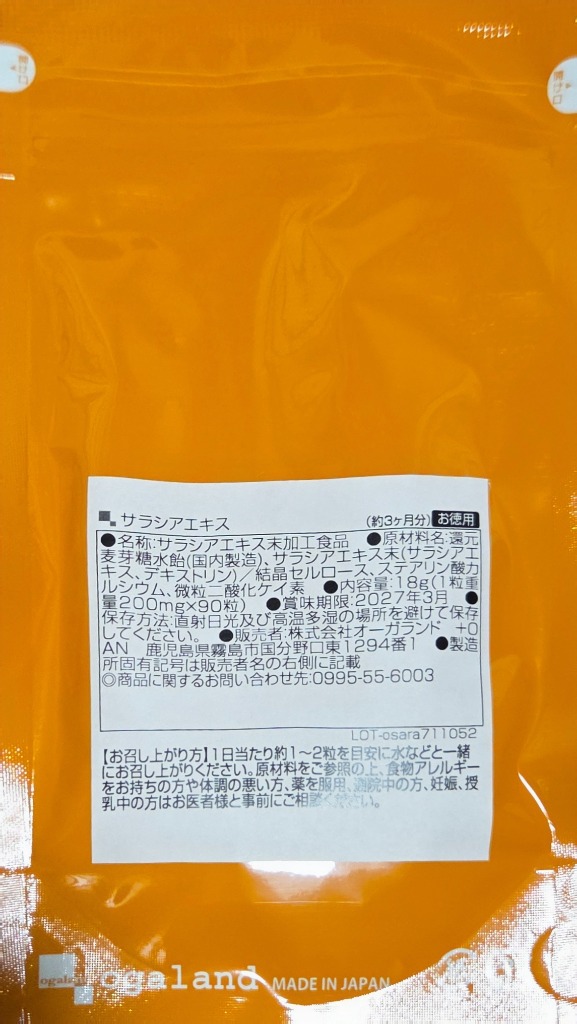 開封口
開封口
サラシアエキス (約3ヶ月分) お徳用
●名称:サラシアエキス末加工食品 ●原材料名:還元
麦芽糖水飴(国内製造)、サラシアエキス末(サラシアエ
キス、デキストリン)／結晶セルロース、ステアリン酸カ
ルシウム、微粒二酸化ケイ素 ●内容量:18g(1粒重
量200mg×90粒) ●賞味期限:2027年3月 ●
保存方法:直射日光及び高温多湿の場所を避けて保存
してください。 ●販売者:株式会社オーガランド +O
AN 鹿児島県霧島市国分野口東1294番1 ●製造
所固有記号は販売者名の右側に記載
◎商品に関するお問い合わせ先:0995-55-6003
LOT-osara711052
【お召し上がり方】1日当たり約1～2粒を目安に水などと一緒
にお召し上がりください。原材料をご参照の上、食物アレルギー
をお持ちの方や体調の悪い方、薬を服用、通院中の方、妊娠、授
乳中の方はお医者様と事前にご相談ください。
ogaland MADE IN JAPAN